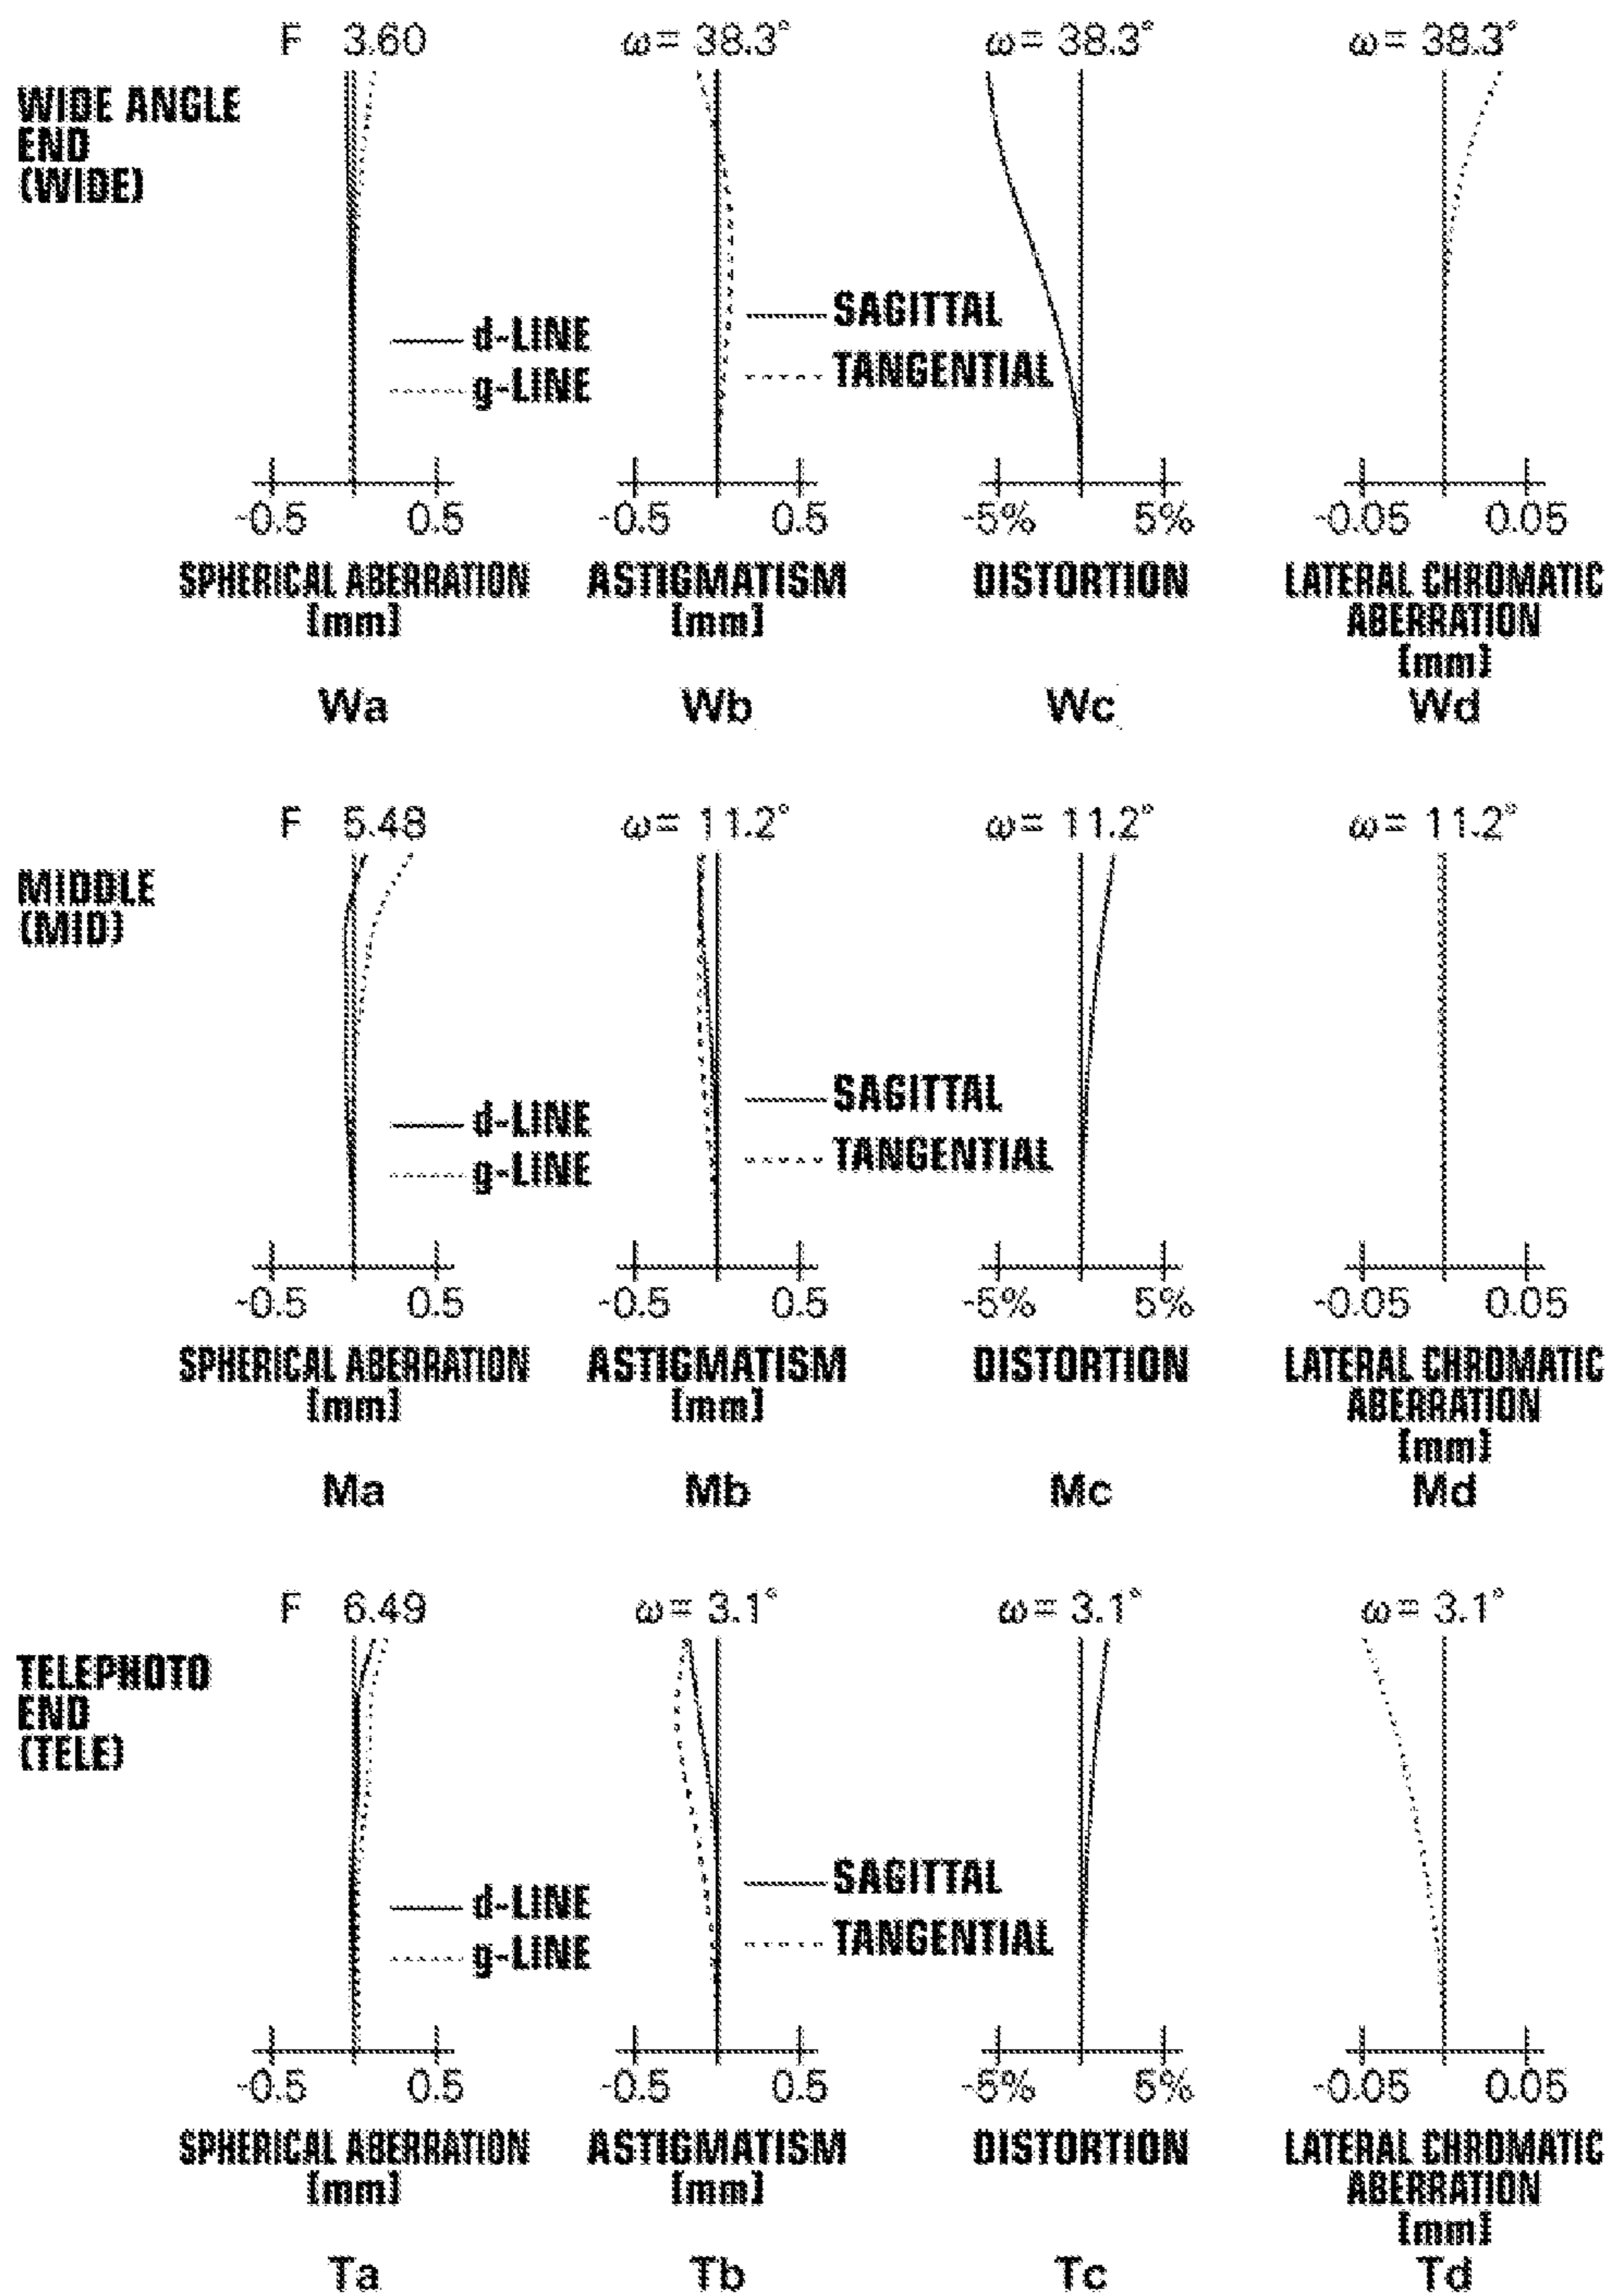 F 3.60
ω= 38.3°
ω= 38.3°
ω= 38.3°
WIDE ANGLE
END
(WIDE)
d-LINE
g-LINE
SAGITTAL
TANGENTIAL
-0.5 0.5
-0.5 0.5
-5% 5%
-0.05 0.05
SPHERICAL ABERRATION
[mm]
ASTIGMATISM
[mm]
DISTORTION
LATERAL CHROMATIC
ABERRATION
[mm]
Wa
Wb
Wc
Wd
F 5.48
ω= 11.2°
ω= 11.2°
ω= 11.2°
MIDDLE
(MID)
d-LINE
g-LINE
SAGITTAL
TANGENTIAL
-0.5 0.5
-0.5 0.5
-5% 5%
-0.05 0.05
SPHERICAL ABERRATION
[mm]
ASTIGMATISM
[mm]
DISTORTION
LATERAL CHROMATIC
ABERRATION
[mm]
Ma
Mb
Mc
Md
F 6.49
ω= 3.1°
ω= 3.1°
ω= 3.1°
TELEPHOTO
END
(TELE)
d-LINE
g-LINE
SAGITTAL
TANGENTIAL
-0.5 0.5
-0.5 0.5
-5% 5%
-0.05 0.05
SPHERICAL ABERRATION
[mm]
ASTIGMATISM
[mm]
DISTORTION
LATERAL CHROMATIC
ABERRATION
[mm]
Ta
Tb
Tc
Td